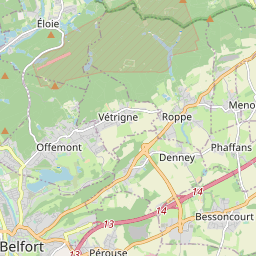 Éloie
Vétrigne
Roppe
Meno
Offemont
Phaffans
Denney
14
14
Bessoncourt
13
13
Belfort
Pérouse